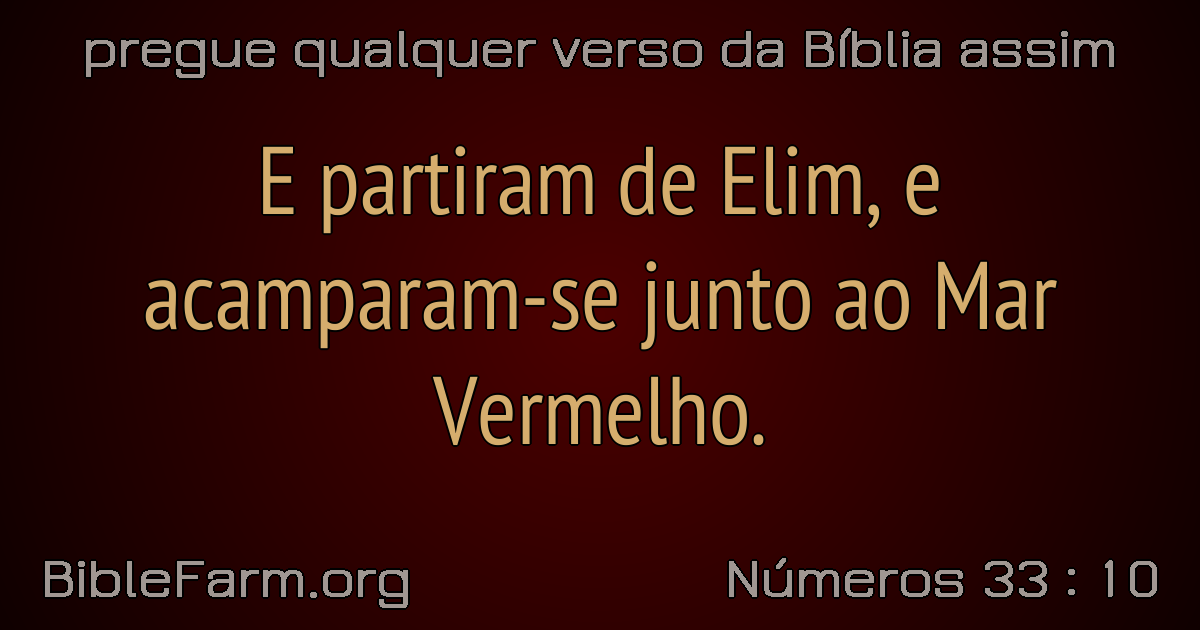 pregue qualquer verso da Bíblia assim
E partiram de Elim, e
acamparam-se junto ao Mar
Vermelho.
BibleFarm.org
Números 33 : 10